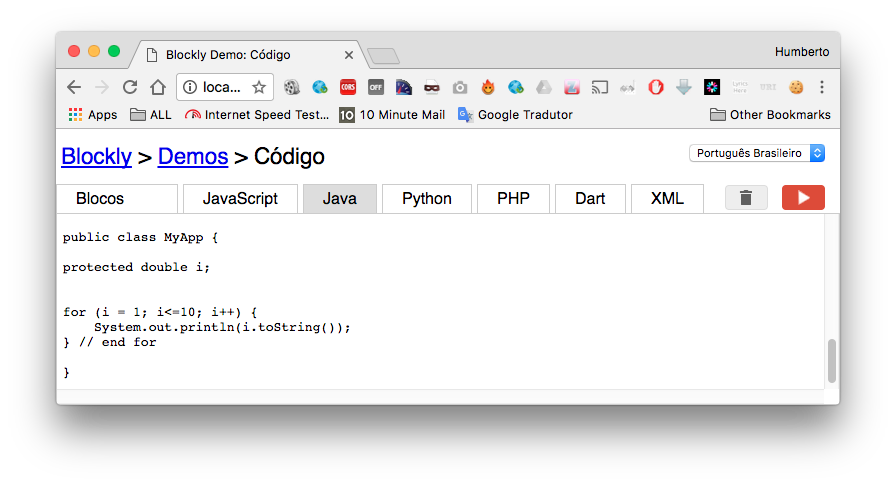 Blockly Demo: Código
Humberto
loca...
CORS
OFF
Apps
ALL
Internet Speed Test...
10
10 Minute Mail
Google Tradutor
Other Bookmarks
Blockly > Demos > Código
Português Brasileiro
Blocos
JavaScript
Java
Python
PHP
Dart
XML
public class MyApp {
protected double i;
for (i = 1; i<=10; i++) {
    System.out.println(i.toString());
} // end for
}